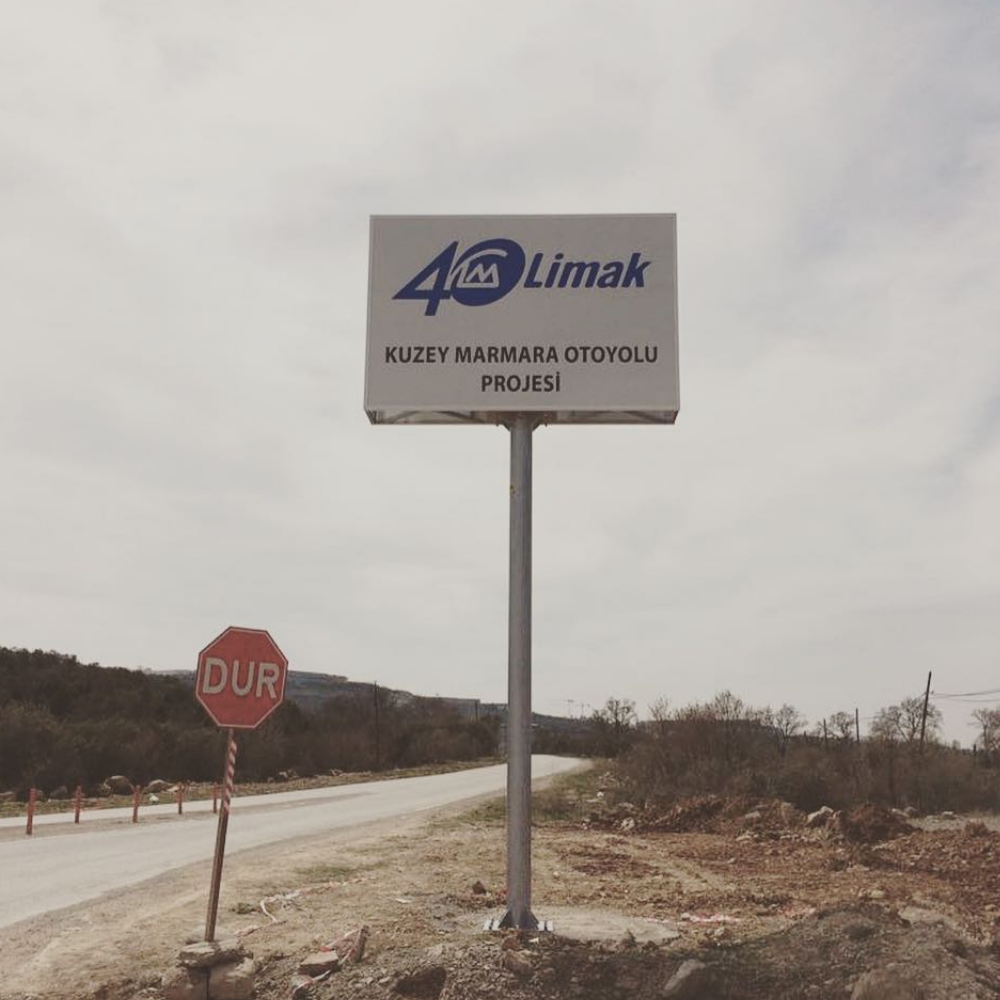 40 Limak
KUZEY MARMARA OTOYOLU
PROJESİ
DUR